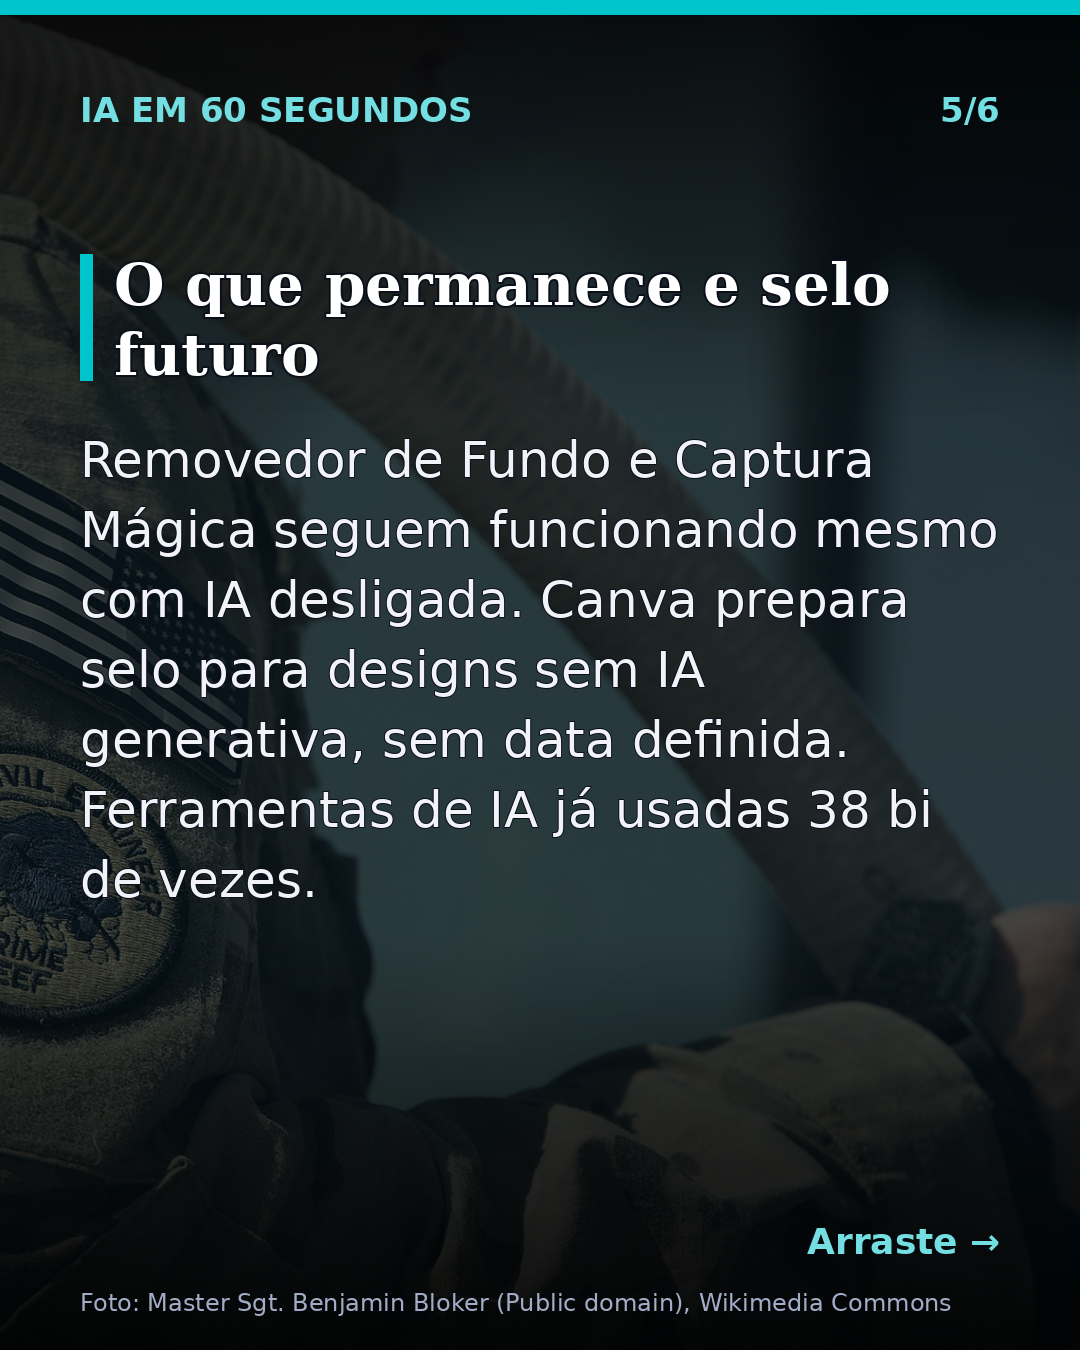 IA EM 60 SEGUNDOS
5/6
O que permanece e selo
futuro
Removedor de Fundo e Captura
Mágica seguem funcionando mesmo
com IA desligada. Canva prepara
selo para designs sem IA
generativa, sem data definida.
Ferramentas de IA já usadas 38 bi
de vezes.
Arraste →
Foto: Master Sgt. Benjamin Bloker (Public domain), Wikimedia Commons